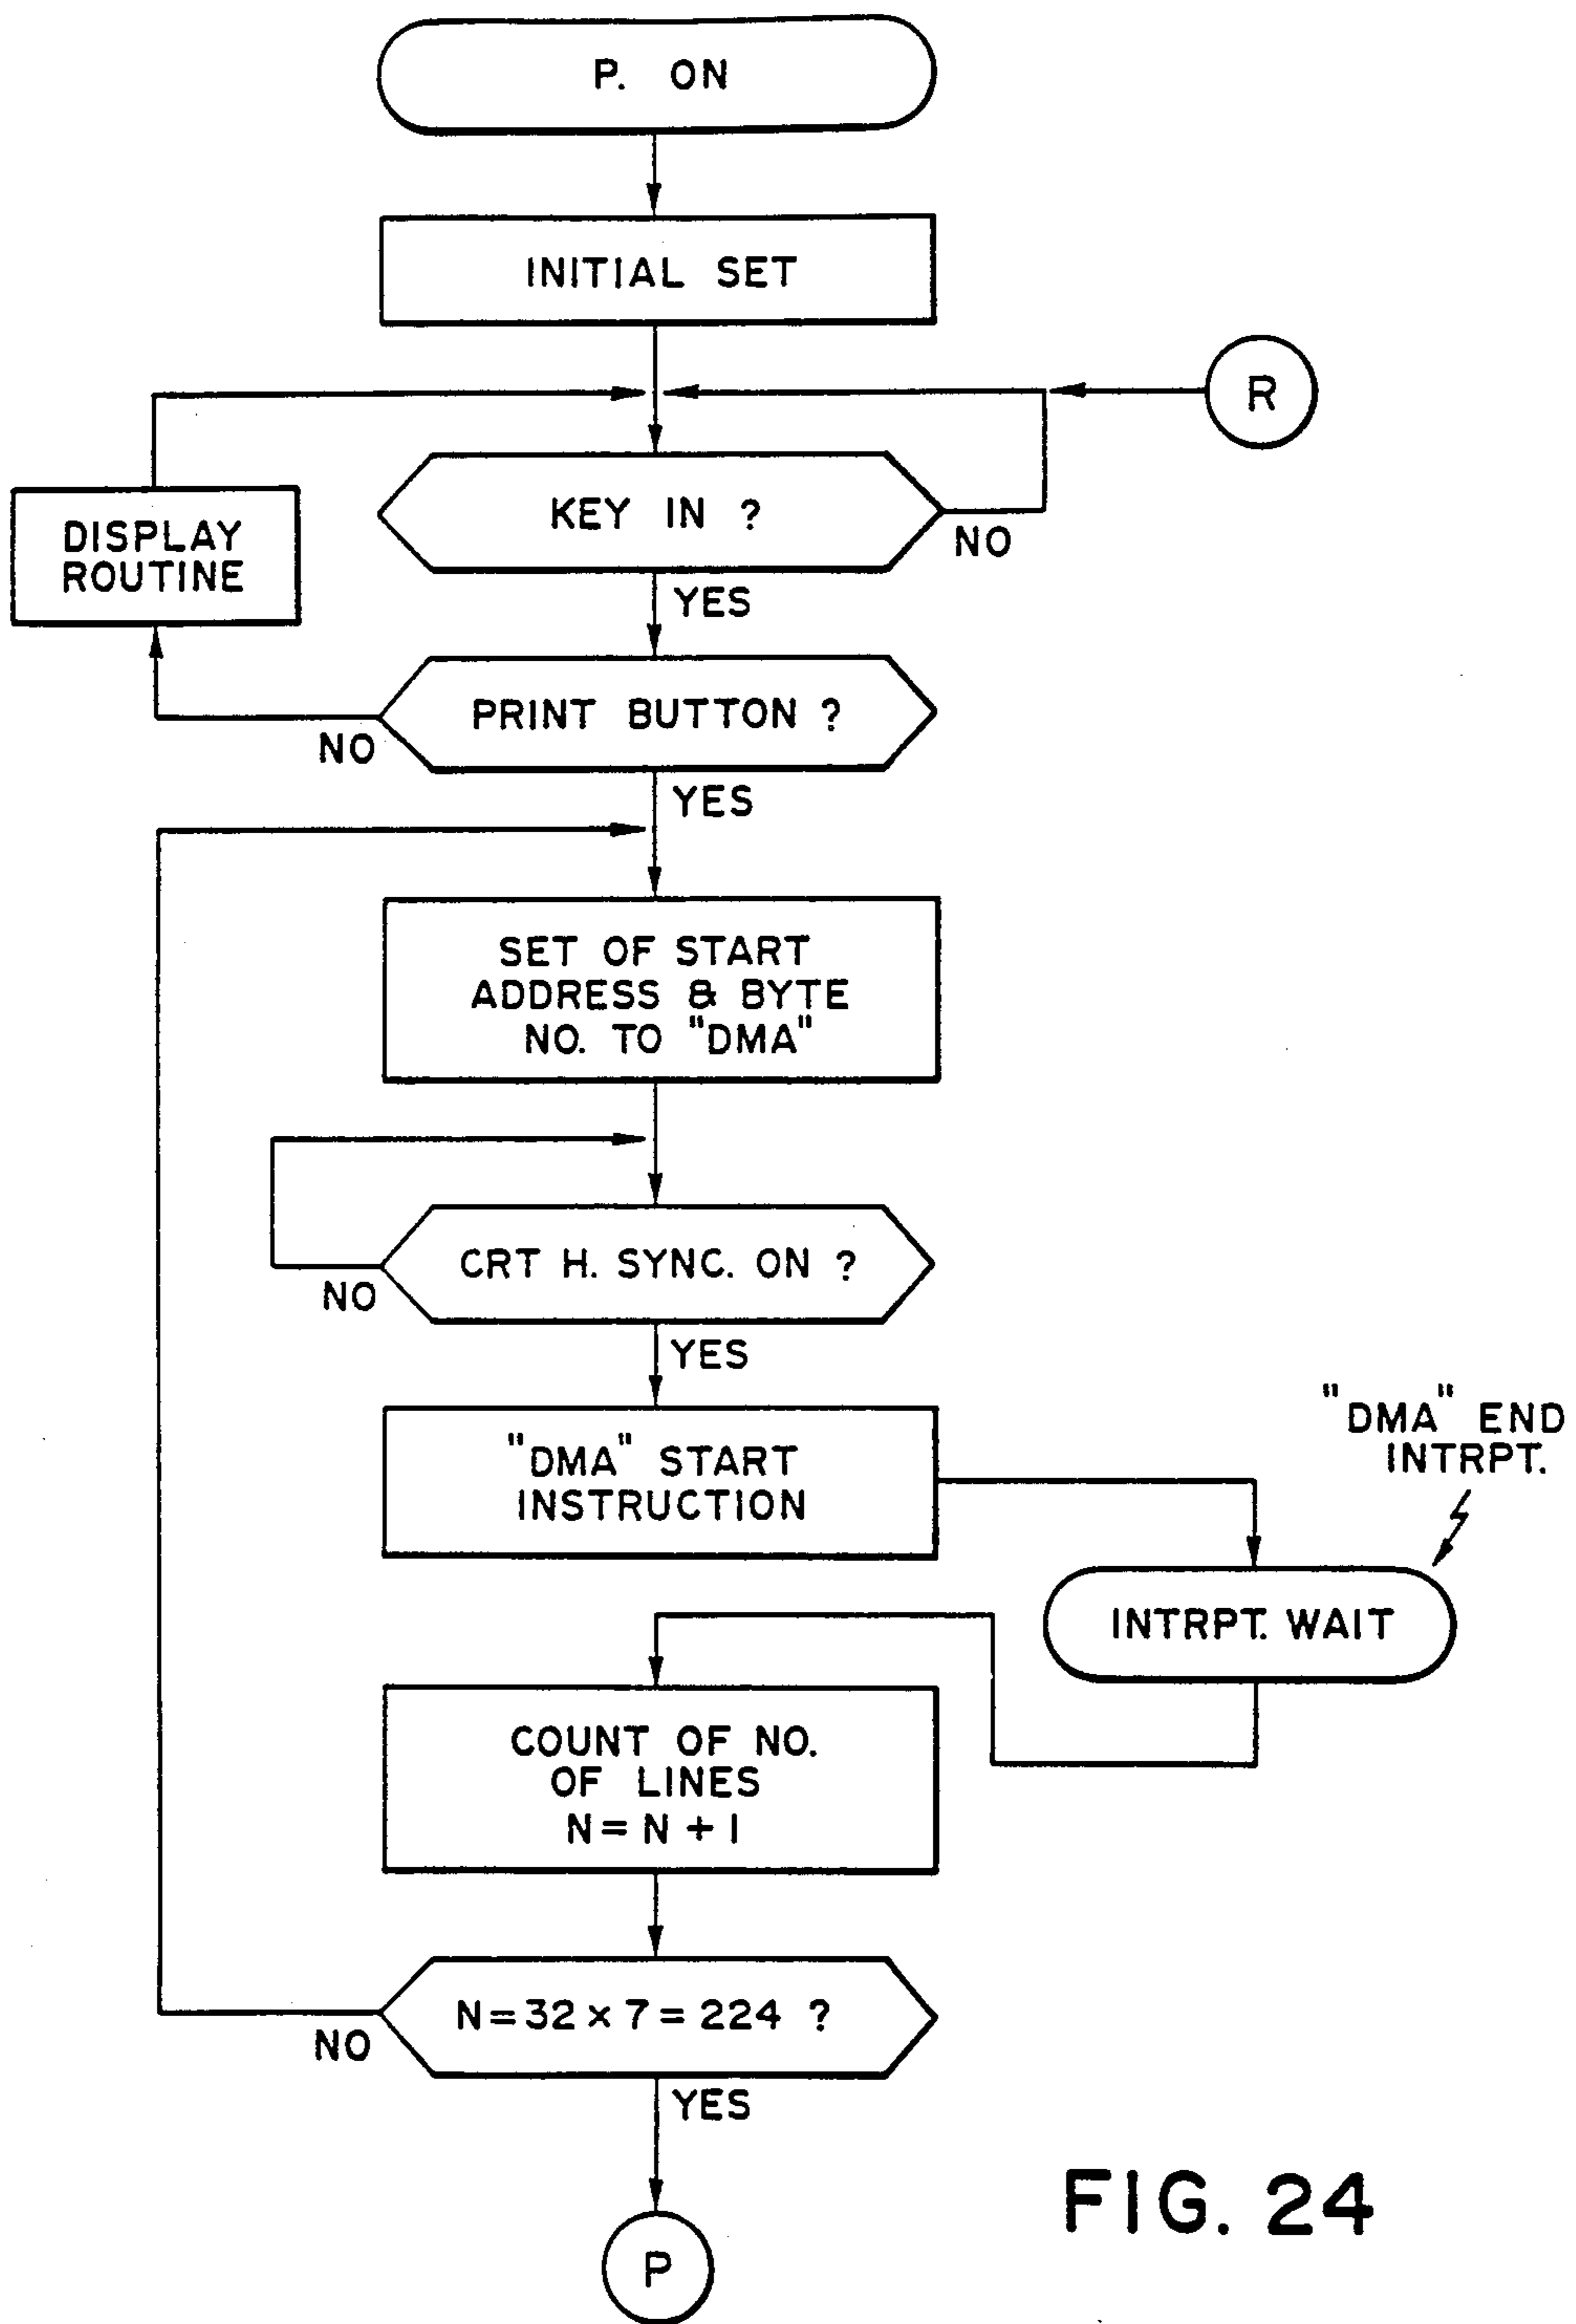 P. ON
INITIAL SET
R
KEY IN ?
NO
DISPLAY
ROUTINE
YES
PRINT BUTTON ?
NO
YES
SET OF START
ADDRESS & BYTE
NO. TO "DMA"
CRT H. SYNC. ON ?
NO
YES
"DMA" START
INSTRUCTION
"DMA" END
INTRPT.
INTRPT. WAIT
COUNT OF NO.
OF LINES
N = N + 1
N = 32 × 7 = 224 ?
NO
YES
P
FIG. 24